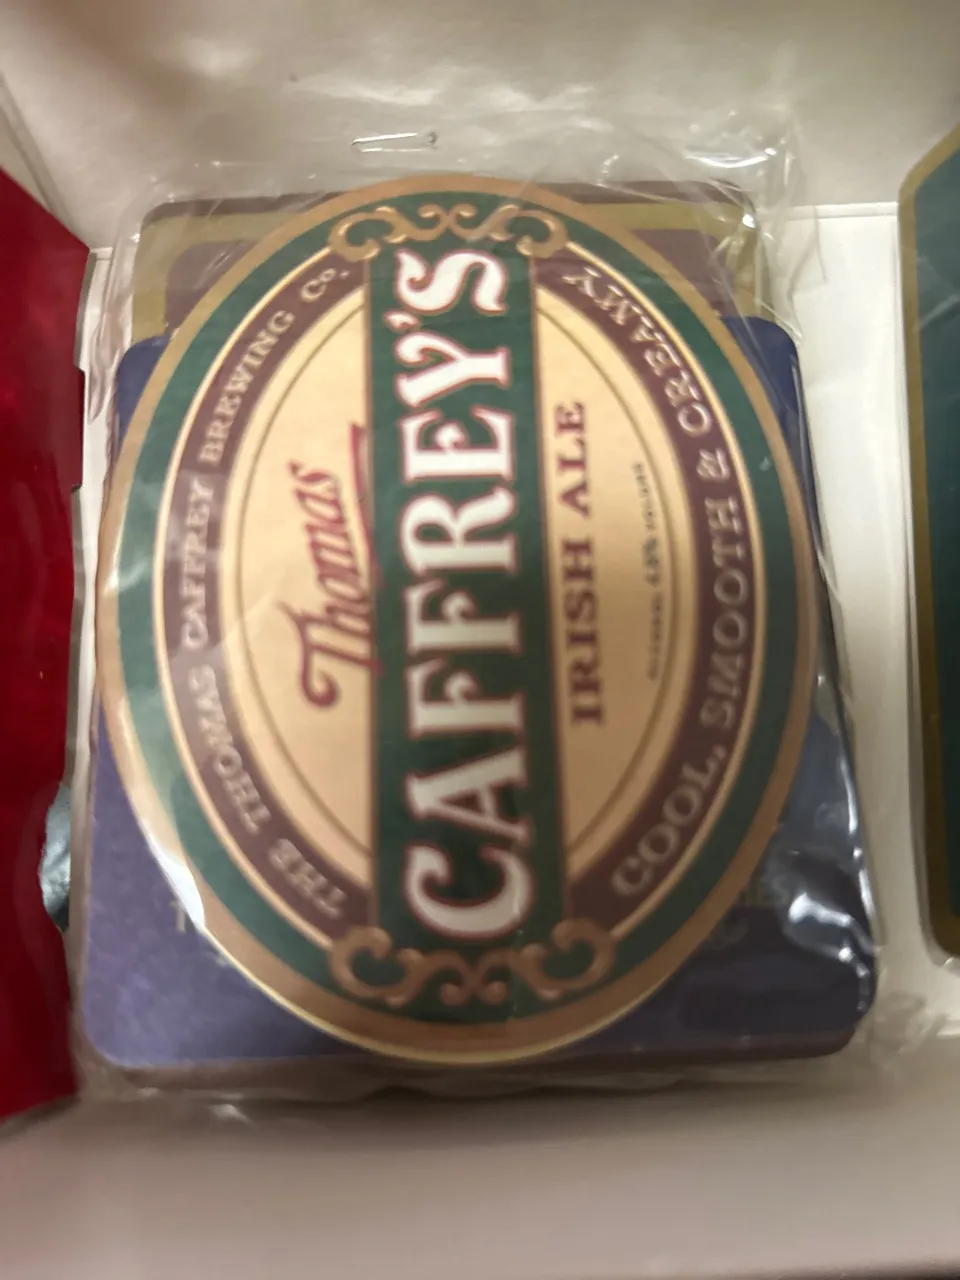 THE THOMAS CAFFREY BREWING Co.
Thomas
CAFFREY'S
IRISH ALE
COOL, SMOOTH & CREAMY